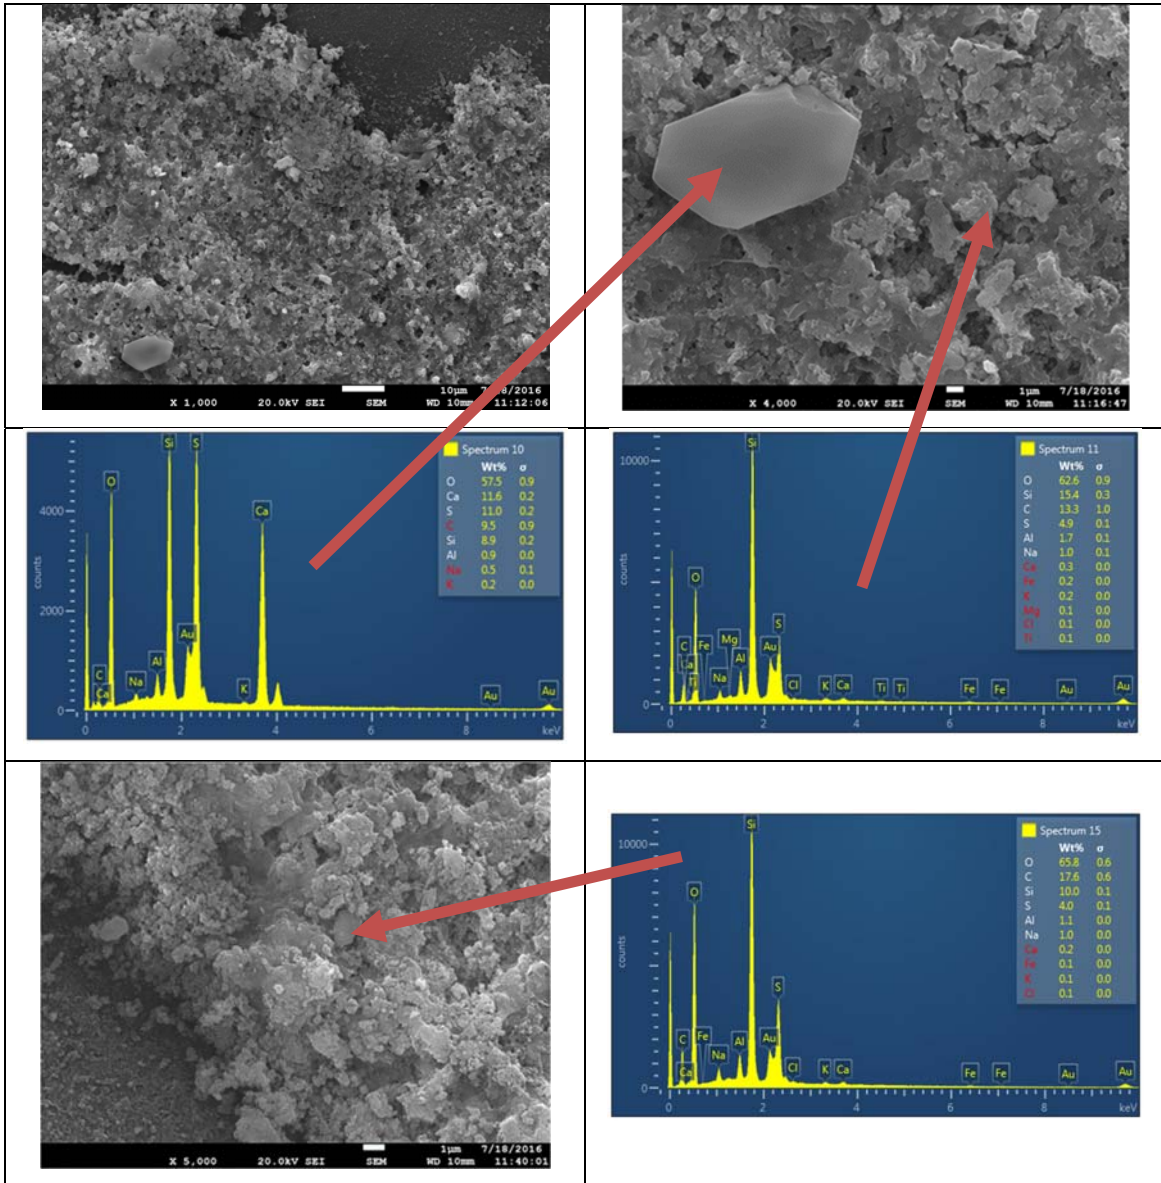 10µm 7/18/2016
X 1,000 20.0kV SEI SEM WD 10mm 11:12:06
1µm 7/18/2016
X 4,000 20.0kV SEI SEM WD 10mm 11:16:47
Spectrum 10
Wt% σ
O 57.5 0.9
Ca 11.6 0.2
S 11.0 0.2
C 9.5 0.9
Si 8.9 0.2
Al 0.9 0.0
Na 0.5 0.1
K 0.2 0.0
counts
4000
2000
0
Si S
O
Ca
Au
Al
C
Na
Ca
K
Au Au
0 2 4 6 8 keV
Spectrum 11
Wt% σ
O 62.6 0.9
Si 15.4 0.3
C 13.3 1.0
S 4.9 0.1
Al 1.7 0.1
Na 1.0 0.1
Ca 0.3 0.0
Fe 0.2 0.0
K 0.2 0.0
Mg 0.1 0.0
Cl 0.1 0.0
Ti 0.1 0.0
counts
10000
0
Si
O
S
C Fe Mg Au
Al
Ca
Ti Na Cl K Ca Ti Ti Fe Fe Au Au
0 2 4 6 8 keV
1µm 7/18/2016
X 5,000 20.0kV SEI SEM WD 10mm 11:40:01
Spectrum 15
Wt% σ
O 65.8 0.6
C 17.6 0.6
Si 10.0 0.1
S 4.0 0.1
Al 1.1 0.0
Na 1.0 0.0
Ca 0.2 0.0
Fe 0.1 0.0
K 0.1 0.0
Cl 0.1 0.0
counts
10000
0
Si
O
S
C Fe Al Au
Na
Ca Cl K Ca Fe Fe Au Au
0 2 4 6 8 keV